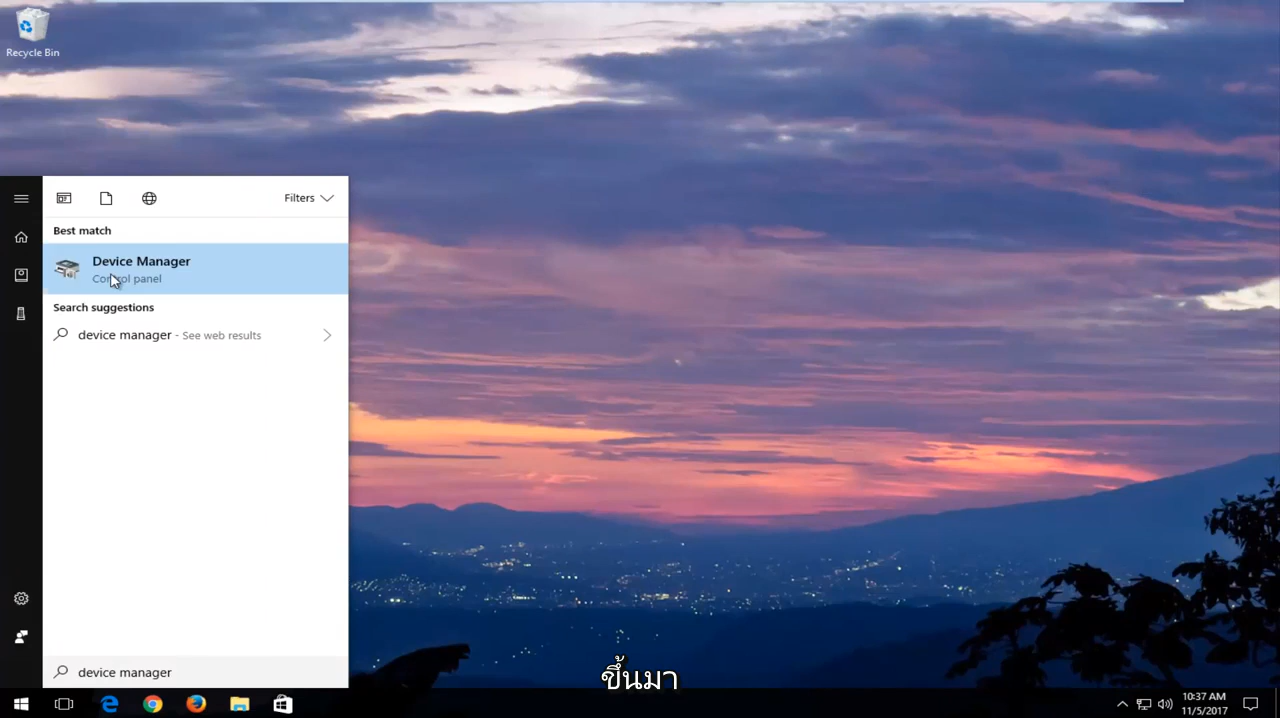 Recycle Bin
Filters
Best match
Device Manager
Control panel
Search suggestions
device manager - See web results
device manager
ขึ้นมา
10:37 AM
11/5/2017